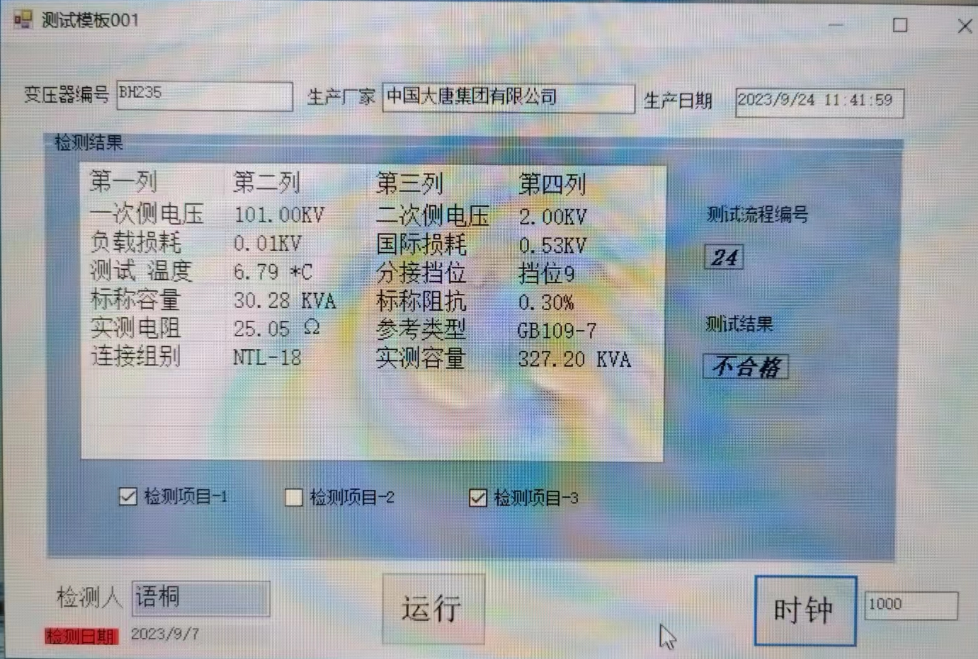 测试模板001
变压器编号 BH235 生产厂家 中国大唐集团有限公司 生产日期 2023/9/24 11:41:59
检测结果
第一列 第二列 第三列 第四列
一次侧电压 101.00KV 二次侧电压 2.00KV
负载损耗 0.01KV 国际损耗 0.53KV
测试 温度 6.79 *C 分接挡位 挡位9
标称容量 30.28 KVA 标称阻抗 0.30%
实测电阻 25.05 Ω 参考类型 GB109-7
连接组别 NTL-18 实测容量 327.20 KVA
测试流程编号
24
测试结果
不合格
检测项目-1 检测项目-2 检测项目-3
检测人 语桐 运行 时钟 1000
检测日期 2023/9/7